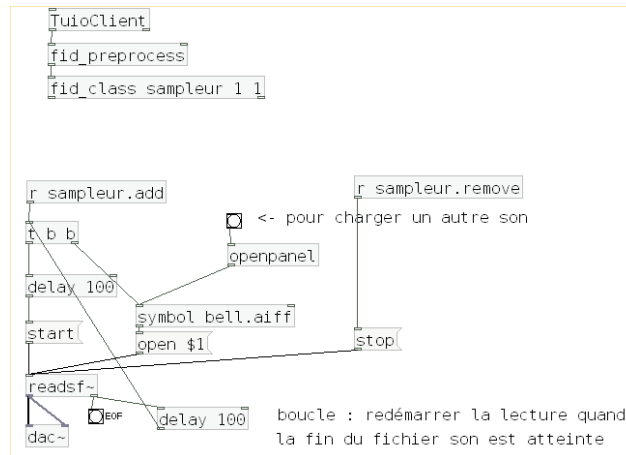 TuioClient
fid_preprocess
fid_class sampleur 1 1
r sampleur.add
r sampleur.remove
<- pour charger un autre son
t b b
openpanel
delay 100
symbol bell.aiff
start
open $1
stop
readsf~
EOF
delay 100
boucle : redémarrer la lecture quand
dac~
la fin du fichier son est atteinte